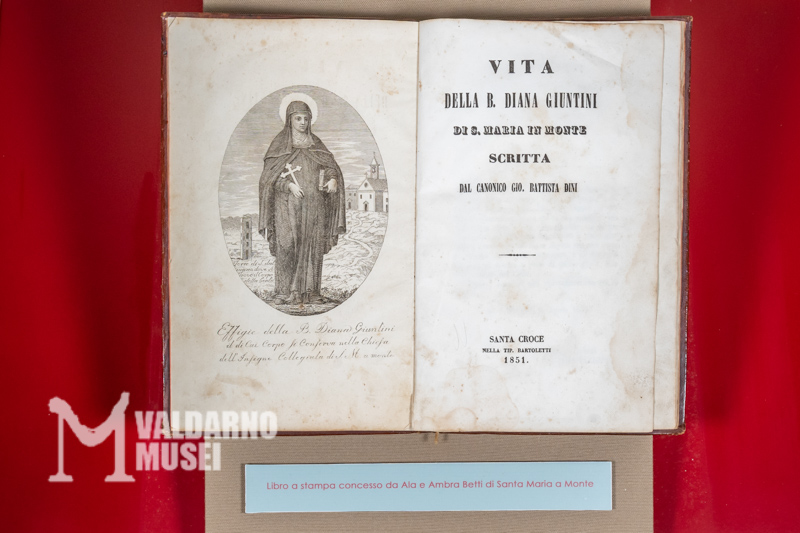 Effigie della B. Diana Giuntini
il di Cui Corpo si Conserva nella Chiesa
dell' Insigne Collegiata di S. M. a monte
VITA
DELLA B. DIANA GIUNTINI
DI S. MARIA IN MONTE
SCRITTA
DAL CANONICO GIO. BATTISTA DINI
SANTA CROCE
NELLA TIP. BARTOLETTI
1851.
VALDARNO
MUSEI
Libro a stampa concesso da Ala e Ambra Betti di Santa Maria a Monte